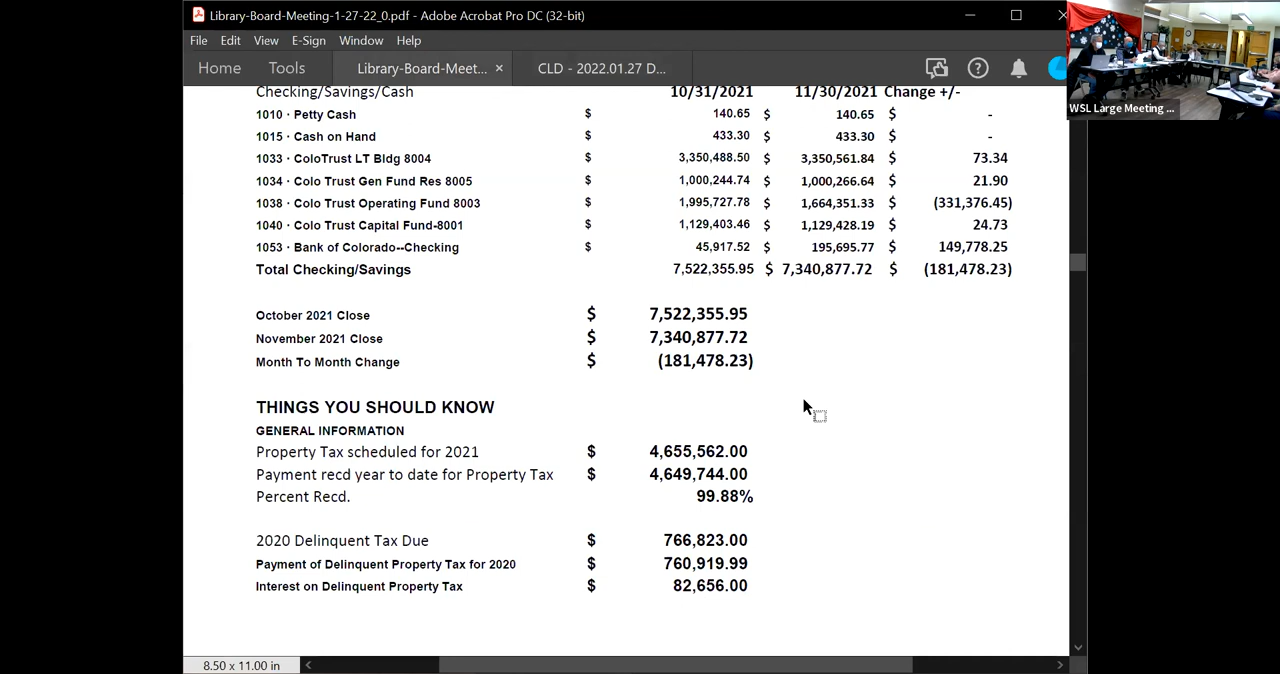 Library-Board-Meeting-1-27-22_0.pdf - Adobe Acrobat Pro DC (32-bit)
File Edit View E-Sign Window Help
Home Tools Library-Board-Meet... × CLD - 2022.01.27 D...
WSL Large Meeting ...
Checking/Savings/Cash 10/31/2021 11/30/2021 Change +/-
1010 · Petty Cash $ 140.65 $ 140.65 $ -
1015 · Cash on Hand $ 433.30 $ 433.30 $ -
1033 · ColoTrust LT Bldg 8004 $ 3,350,488.50 $ 3,350,561.84 $ 73.34
1034 · Colo Trust Gen Fund Res 8005 $ 1,000,244.74 $ 1,000,266.64 $ 21.90
1038 · Colo Trust Operating Fund 8003 $ 1,995,727.78 $ 1,664,351.33 $ (331,376.45)
1040 · Colo Trust Capital Fund-8001 $ 1,129,403.46 $ 1,129,428.19 $ 24.73
1053 · Bank of Colorado--Checking $ 45,917.52 $ 195,695.77 $ 149,778.25
Total Checking/Savings 7,522,355.95 $ 7,340,877.72 $ (181,478.23)
October 2021 Close $ 7,522,355.95
November 2021 Close $ 7,340,877.72
Month To Month Change $ (181,478.23)
THINGS YOU SHOULD KNOW
GENERAL INFORMATION
Property Tax scheduled for 2021 $ 4,655,562.00
Payment recd year to date for Property Tax $ 4,649,744.00
Percent Recd. 99.88%
2020 Delinquent Tax Due $ 766,823.00
Payment of Delinquent Property Tax for 2020 $ 760,919.99
Interest on Delinquent Property Tax $ 82,656.00
8.50 x 11.00 in